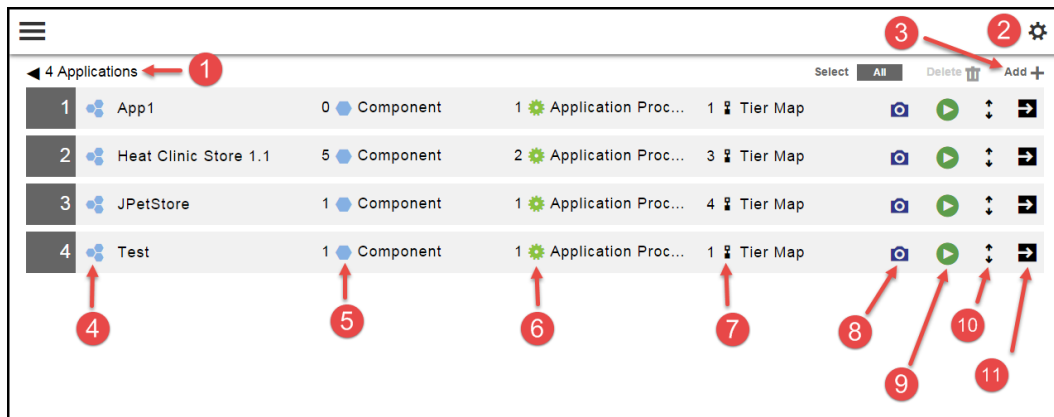 3 2
◀ 4 Applications 1 Select All Delete Add +
1 App1 0 Component 1 Application Proc... 1 Tier Map
2 Heat Clinic Store 1.1 5 Component 2 Application Proc... 3 Tier Map
3 JPetStore 1 Component 1 Application Proc... 4 Tier Map
4 Test 1 Component 1 Application Proc... 1 Tier Map
4 5 6 7 8 10
9 11